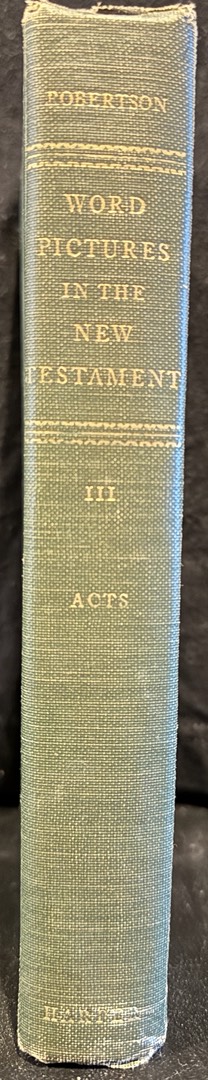 ROBERTSON
WORD
PICTURES
IN THE
NEW
TESTAMENT
III
ACTS